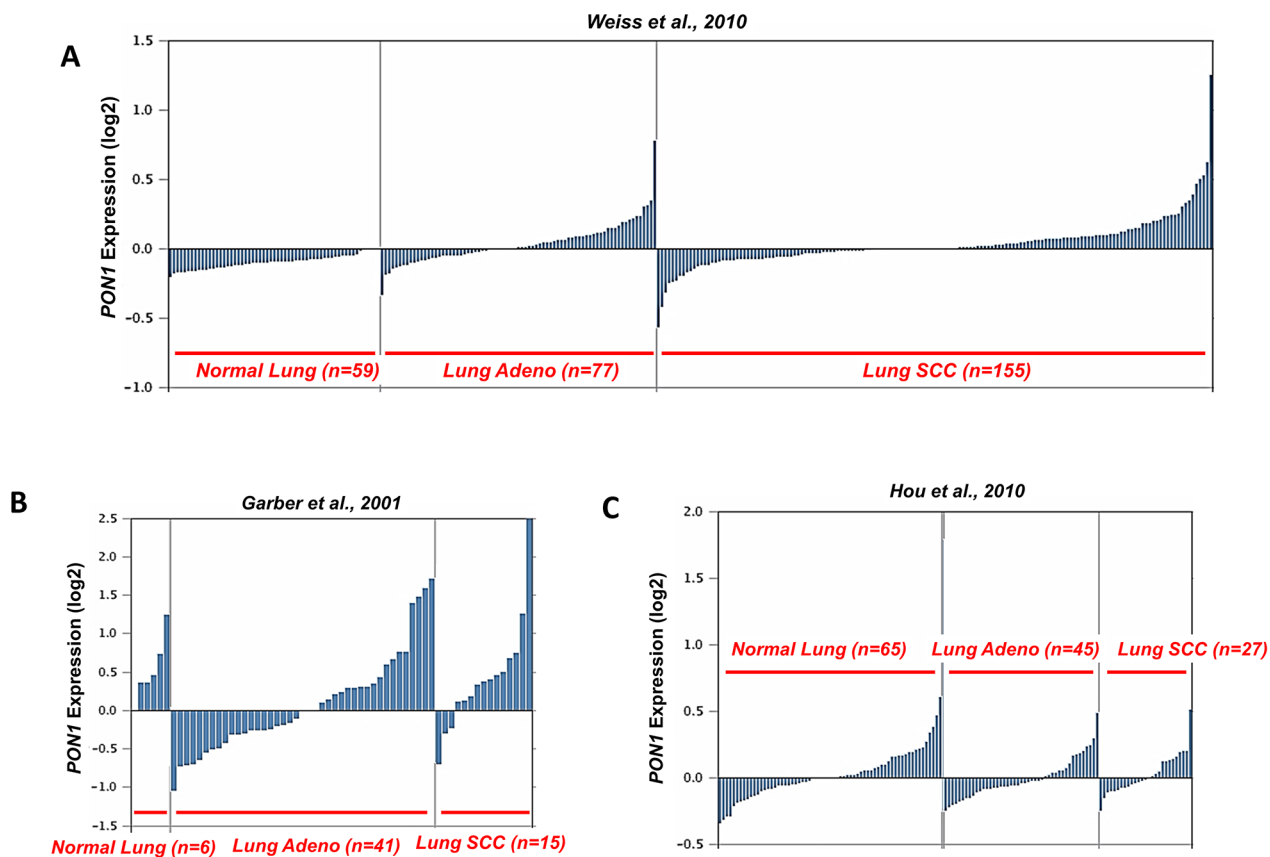 Weiss et al., 2010
A
PON1 Expression (log2)
1.5
1.0
0.5
0.0
−0.5
−1.0
Normal Lung (n=59)
Lung Adeno (n=77)
Lung SCC (n=155)
B
Garber et al., 2001
PON1 Expression (log2)
2.5
2.0
1.5
1.0
0.5
0.0
−0.5
−1.0
−1.5
Normal Lung (n=6)
Lung Adeno (n=41)
Lung SCC (n=15)
C
Hou et al., 2010
PON1 Expression (log2)
2.0
1.5
1.0
0.5
0.0
−0.5
Normal Lung (n=65)
Lung Adeno (n=45)
Lung SCC (n=27)